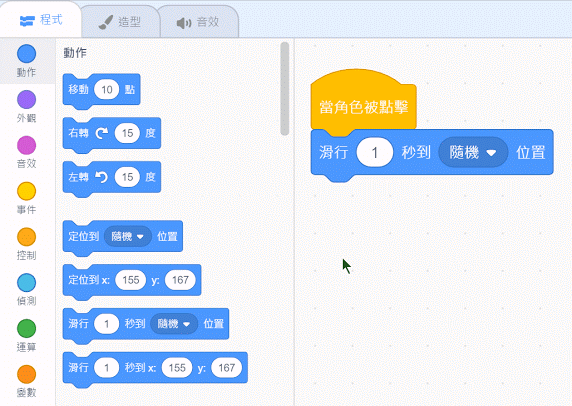 程式 造型 音效
動作
外觀
音效
事件
控制
偵測
運算
變數
動作
移動 10 點
右轉 15 度
左轉 15 度
定位到 隨機 位置
定位到 x: 155 y: 167
滑行 1 秒到 隨機 位置
滑行 1 秒到 x: 155 y: 167
當角色被點擊
滑行 1 秒到 隨機 位置